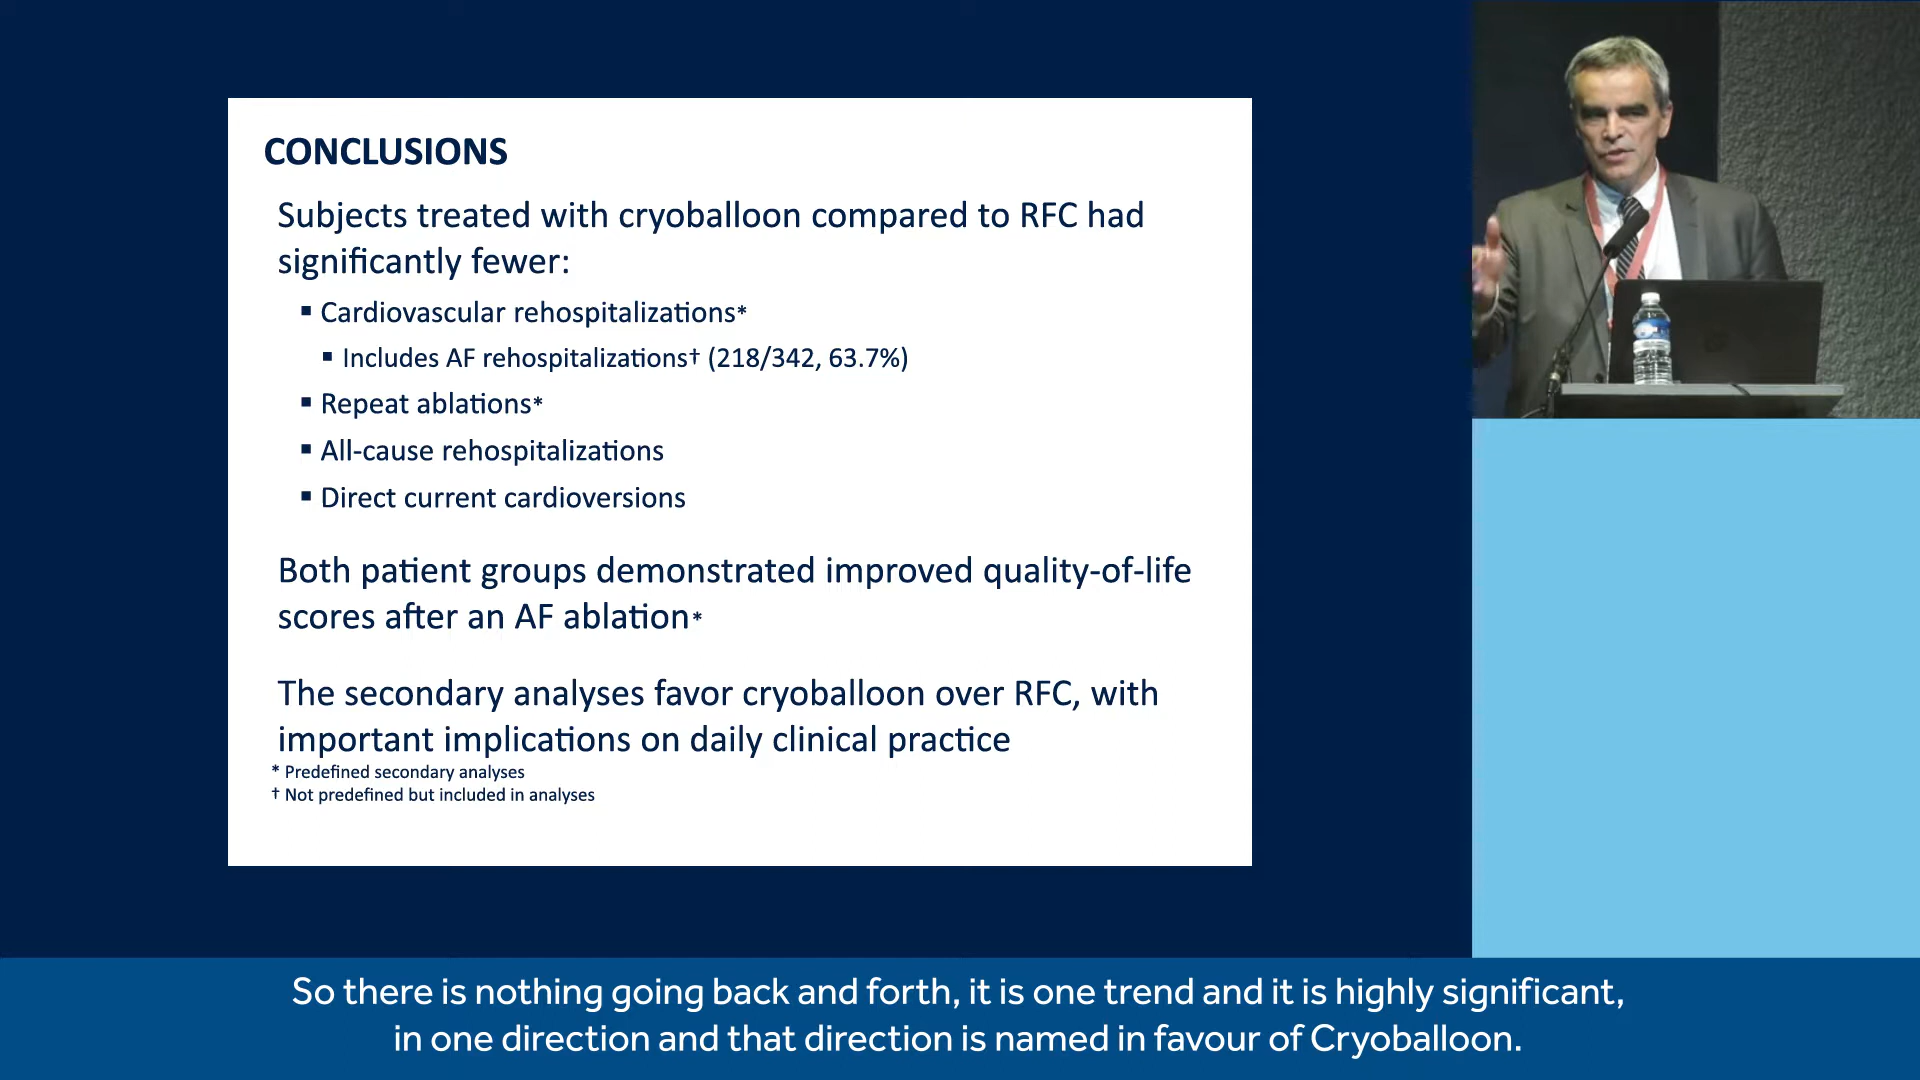 CONCLUSIONS
Subjects treated with cryoballoon compared to RFC had
significantly fewer:
▪ Cardiovascular rehospitalizations*
▪ Includes AF rehospitalizations† (218/342, 63.7%)
▪ Repeat ablations*
▪ All-cause rehospitalizations
▪ Direct current cardioversions
Both patient groups demonstrated improved quality-of-life
scores after an AF ablation*
The secondary analyses favor cryoballoon over RFC, with
important implications on daily clinical practice
* Predefined secondary analyses
† Not predefined but included in analyses
So there is nothing going back and forth, it is one trend and it is highly significant,
in one direction and that direction is named in favour of Cryoballoon.